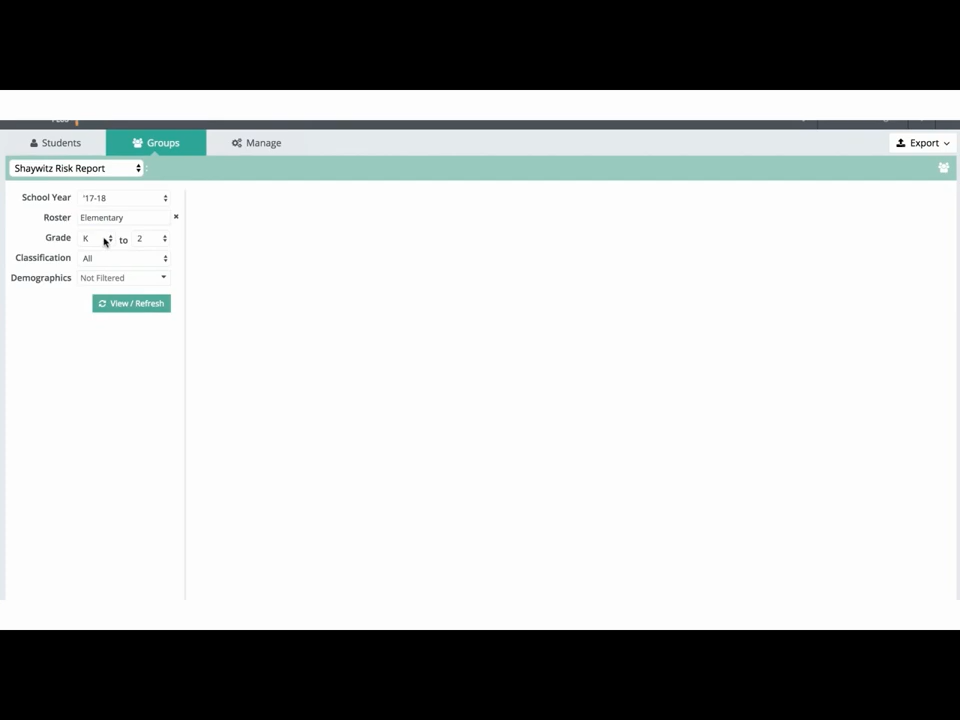 Students
Groups
Manage
Export
Shaywitz Risk Report
School Year '17-18
Roster Elementary
Grade K to 2
Classification All
Demographics Not Filtered
View / Refresh